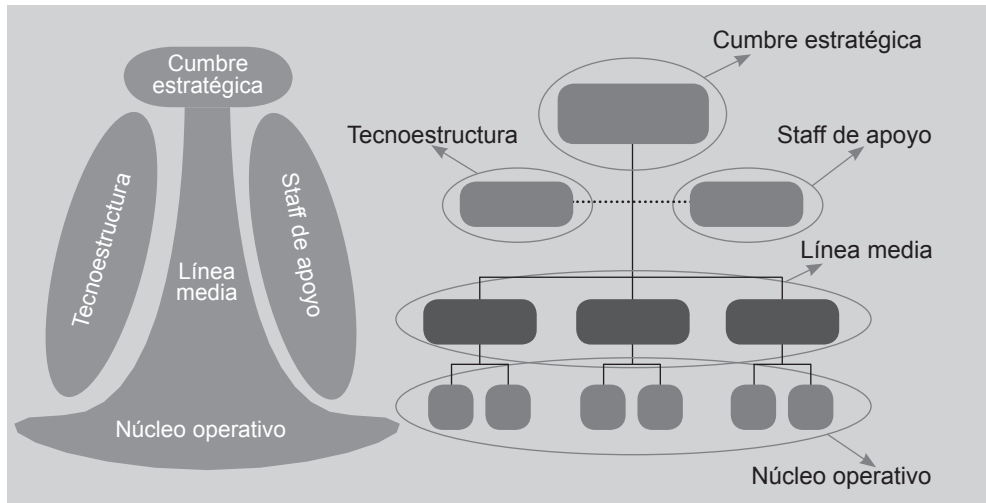 Cumbre
estratégica
Tecnoestructura
Staff de apoyo
Línea
media
Núcleo operativo
Cumbre estratégica
Tecnoestructura
Staff de apoyo
Línea media
Núcleo operativo